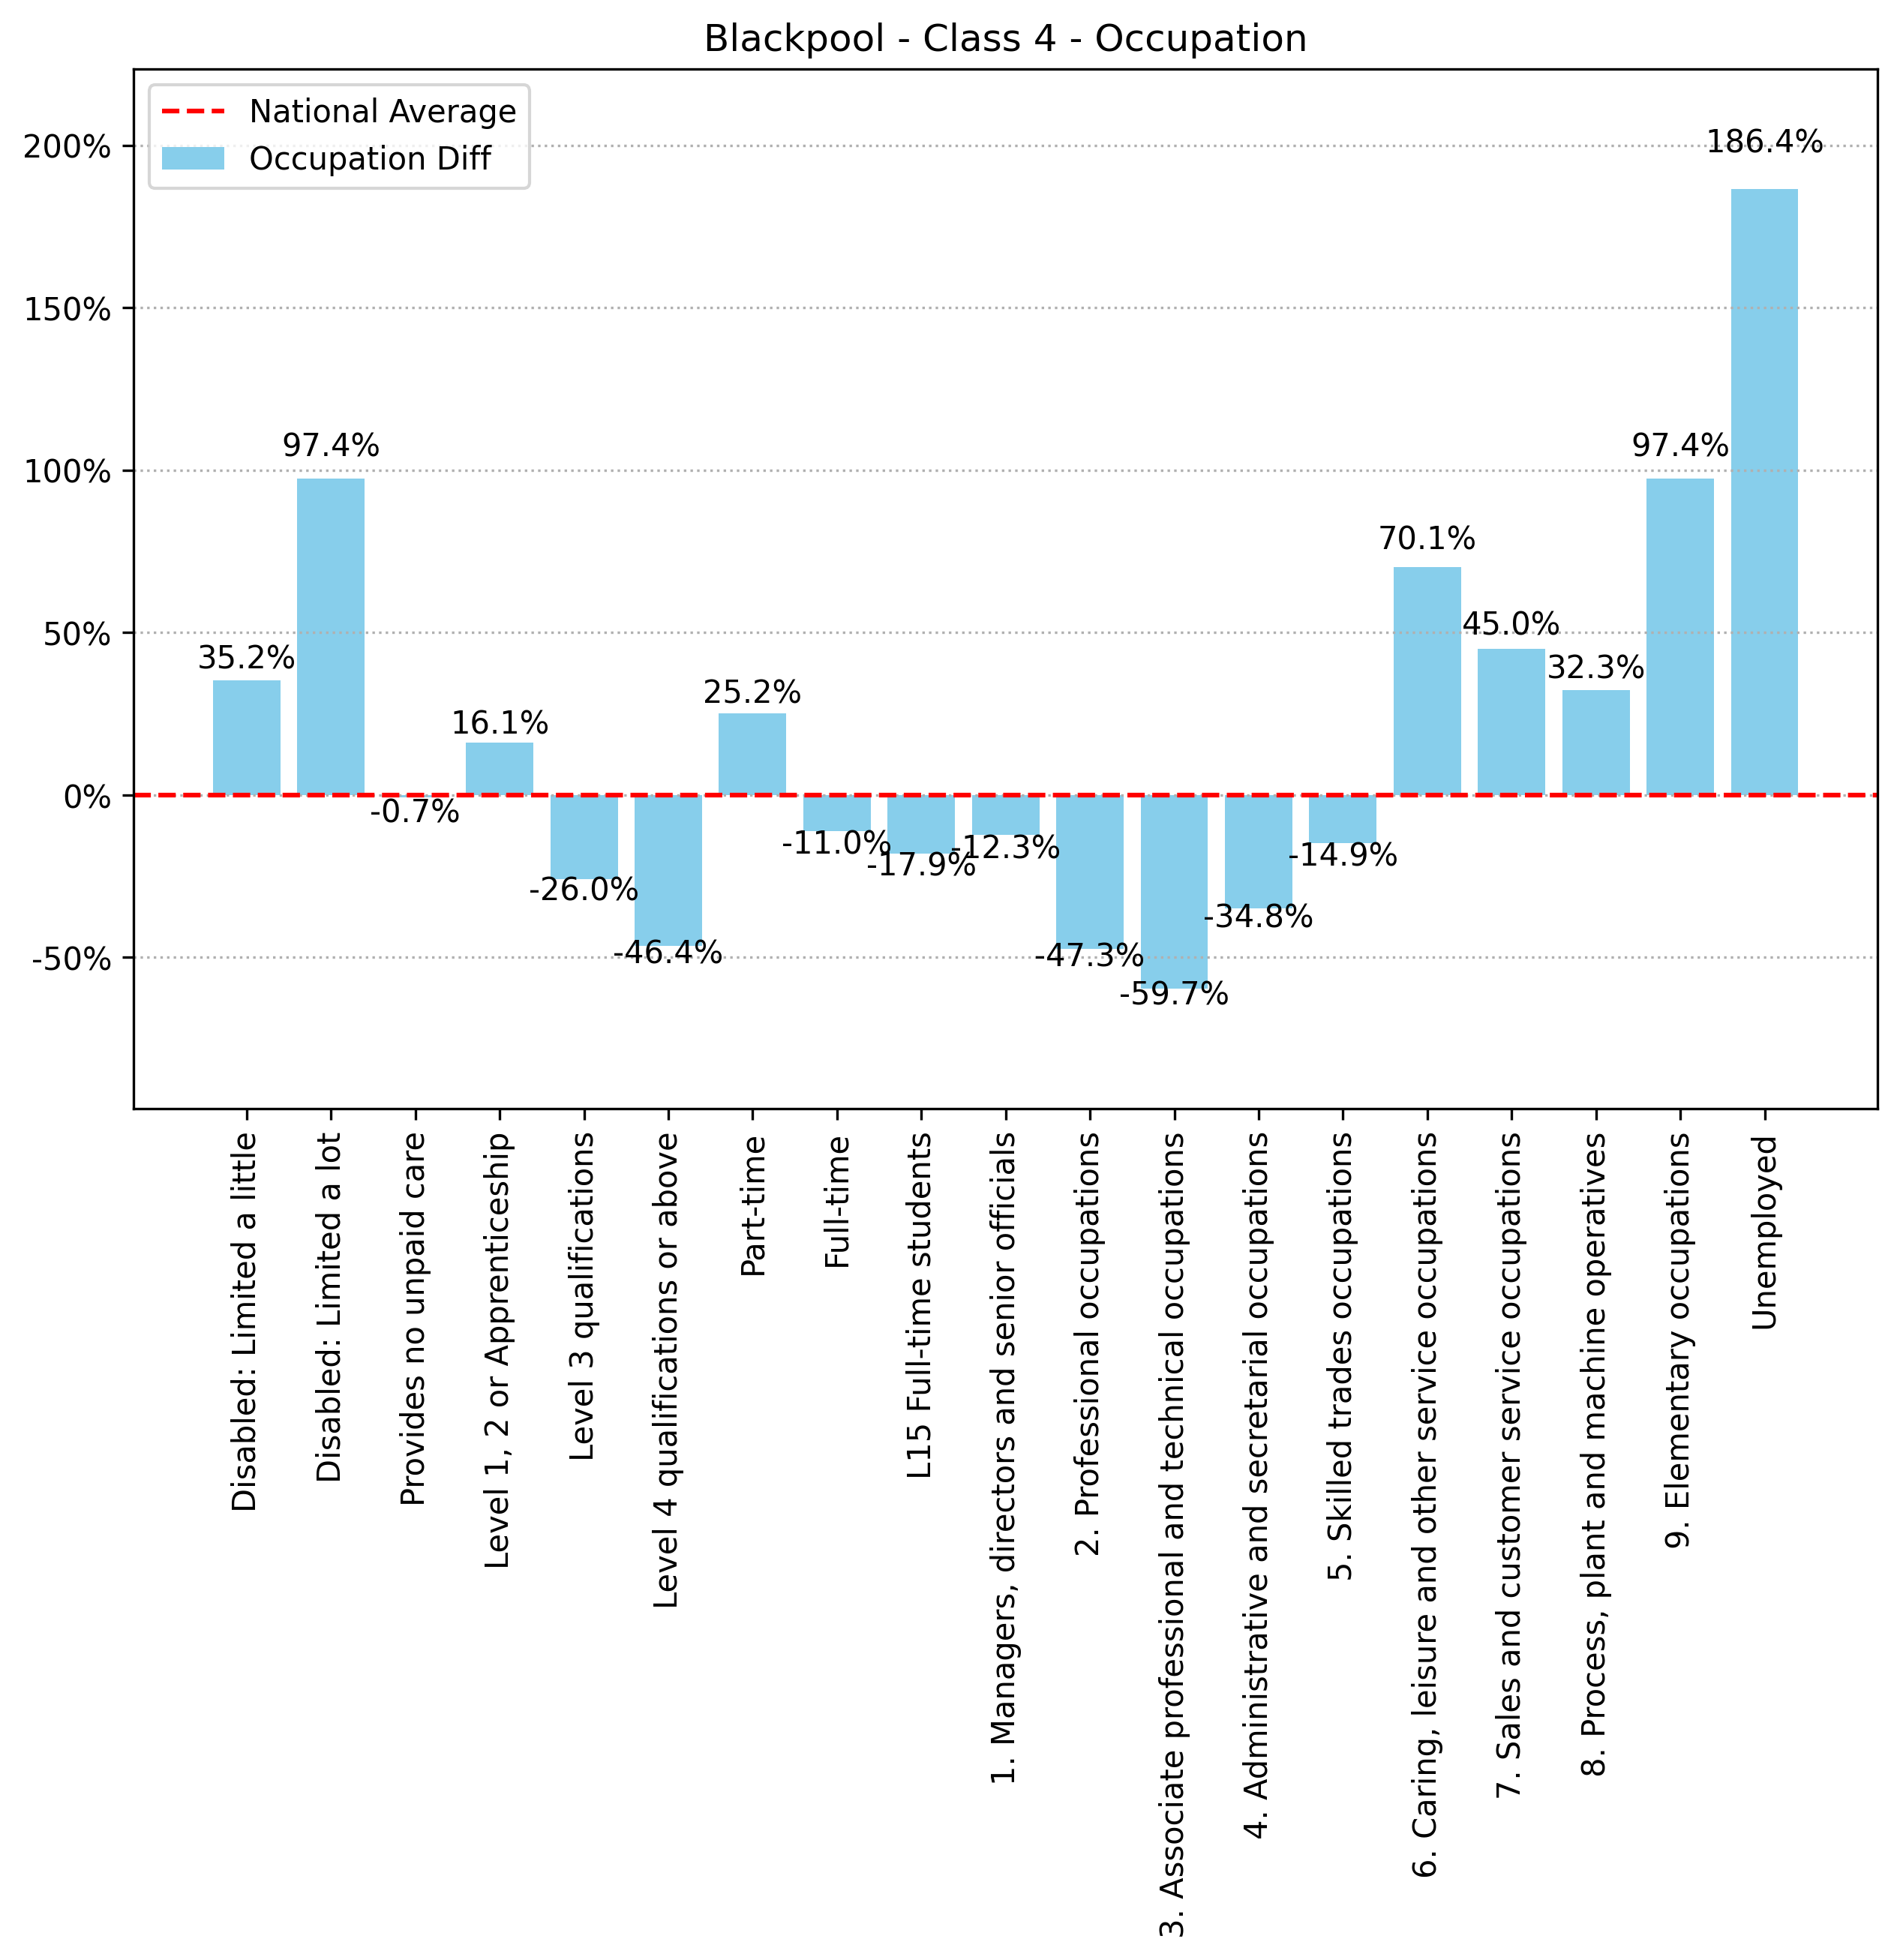 Blackpool - Class 4 - Occupation
National Average
Occupation Diff
200%
150%
100%
50%
0%
-50%
35.2%
97.4%
-0.7%
16.1%
-26.0%
-46.4%
25.2%
-11.0%
-17.9%
-12.3%
-47.3%
-59.7%
-34.8%
-14.9%
70.1%
45.0%
32.3%
97.4%
186.4%
Disabled: Limited a little
Disabled: Limited a lot
Provides no unpaid care
Level 1, 2 or Apprenticeship
Level 3 qualifications
Level 4 qualifications or above
Part-time
Full-time
L15 Full-time students
1. Managers, directors and senior officials
2. Professional occupations
3. Associate professional and technical occupations
4. Administrative and secretarial occupations
5. Skilled trades occupations
6. Caring, leisure and other service occupations
7. Sales and customer service occupations
8. Process, plant and machine operatives
9. Elementary occupations
Unemployed